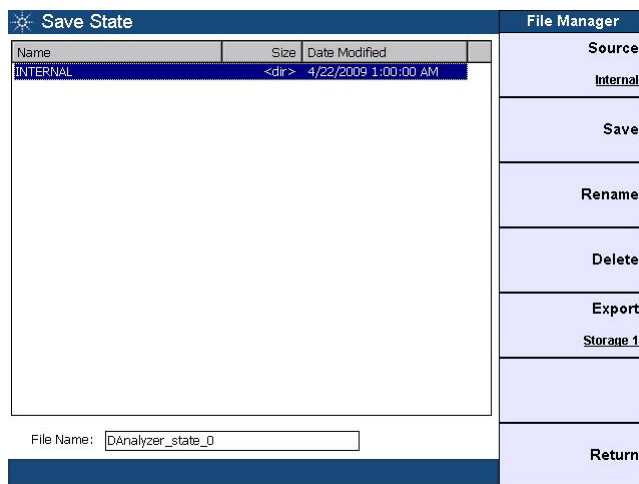 Save State
Name Size Date Modified
INTERNAL <dir> 4/22/2009 1:00:00 AM
File Name: DAnalyzer_state_0
File Manager
Source
Internal
Save
Rename
Delete
Export
Storage 1
Return